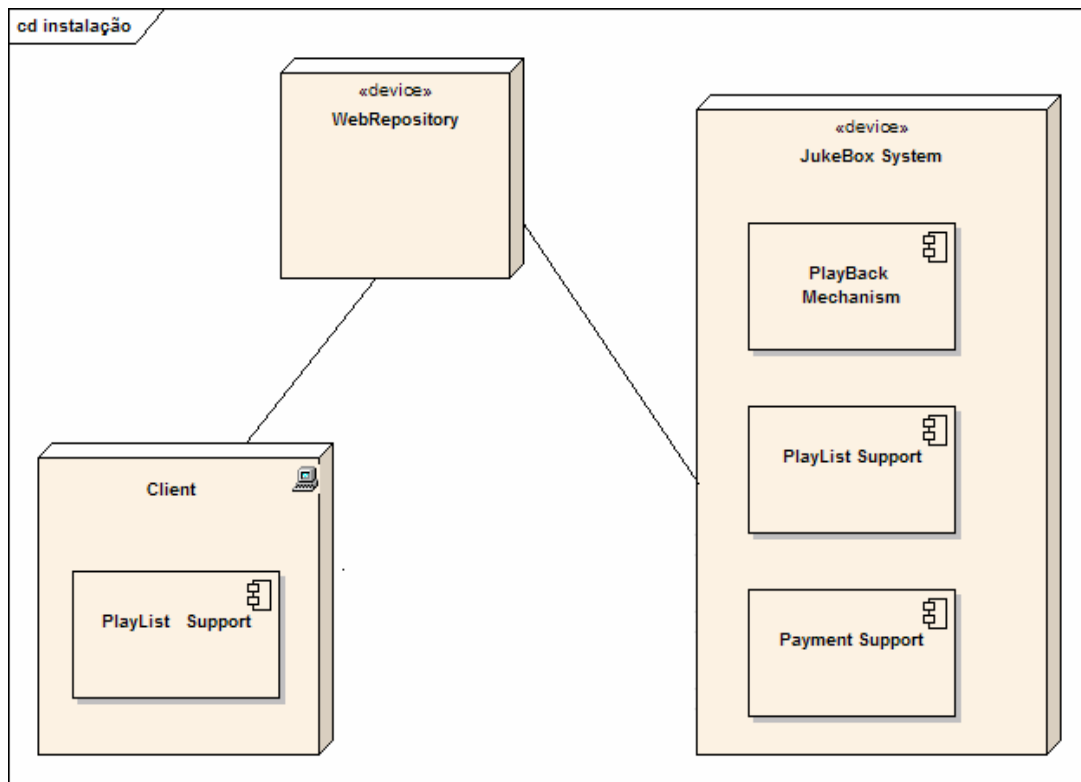 cd instalação
«device»
WebRepository
«device»
JukeBox System
PlayBack
Mechanism
PlayList Support
Payment Support
Client
PlayList Support